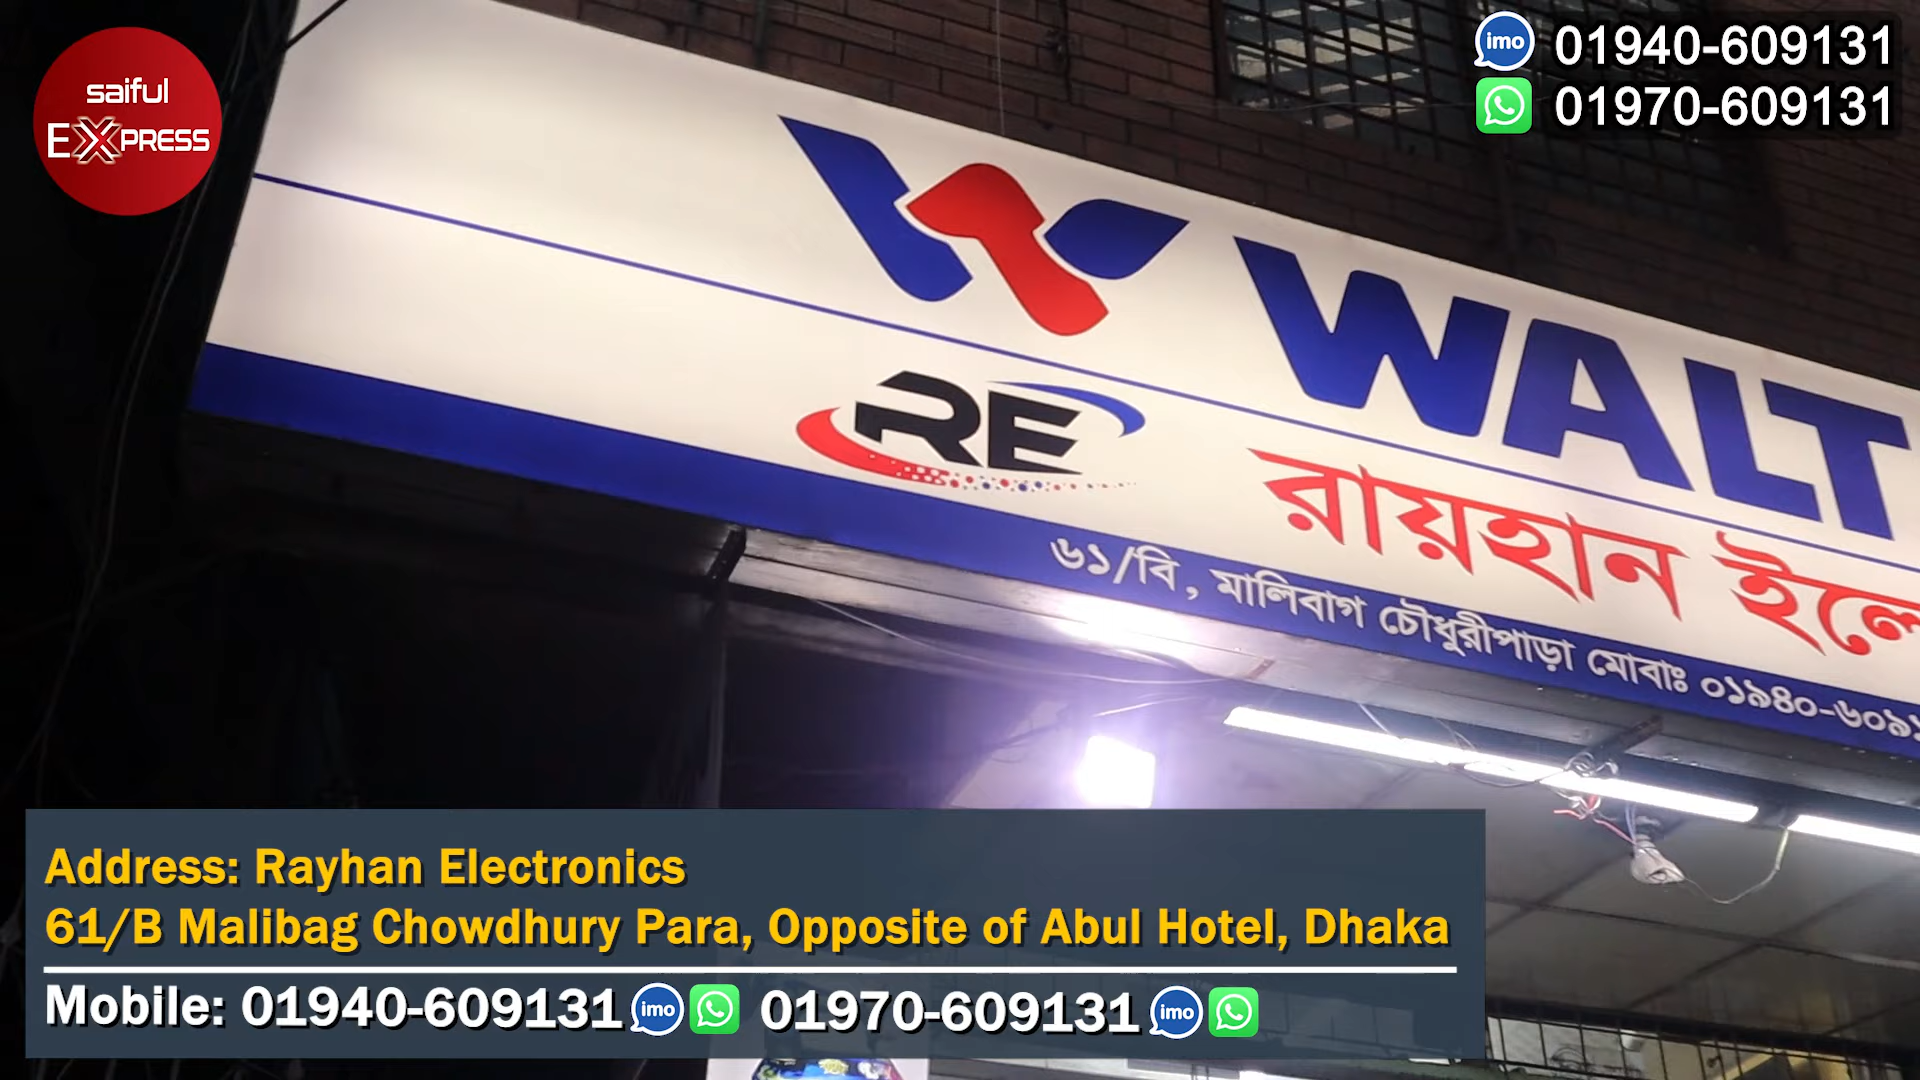 saiful
EXPRESS
imo 01940-609131
01970-609131
WALT
RE
রায়হান ইলে
৬১/বি, মালিবাগ চৌধুরীপাড়া মোবাঃ ০১৯৪০-৬০৯১
Address: Rayhan Electronics
61/B Malibag Chowdhury Para, Opposite of Abul Hotel, Dhaka
Mobile: 01940-609131 imo 01970-609131 imo